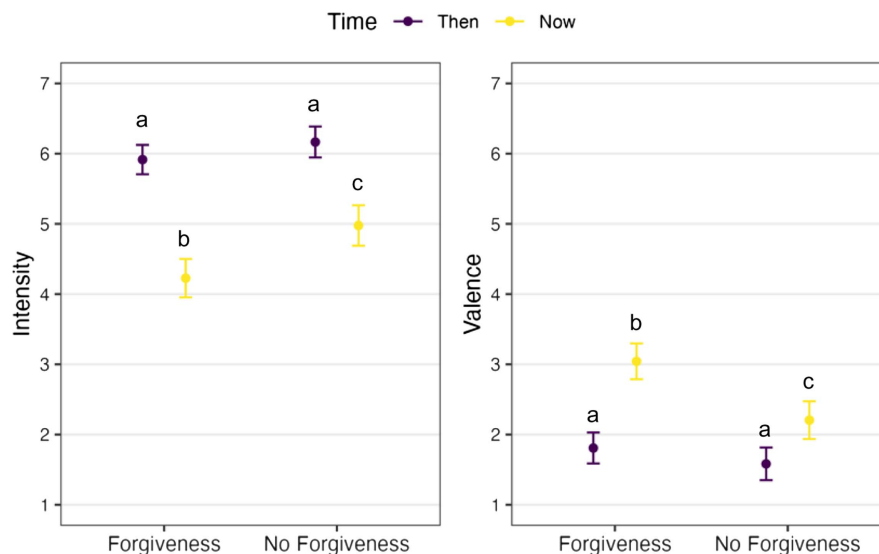 Time Then Now
Intensity
7
6
5
4
3
2
1
a
b
a
c
Forgiveness No Forgiveness
Valence
7
6
5
4
3
2
1
a
b
a
c
Forgiveness No Forgiveness